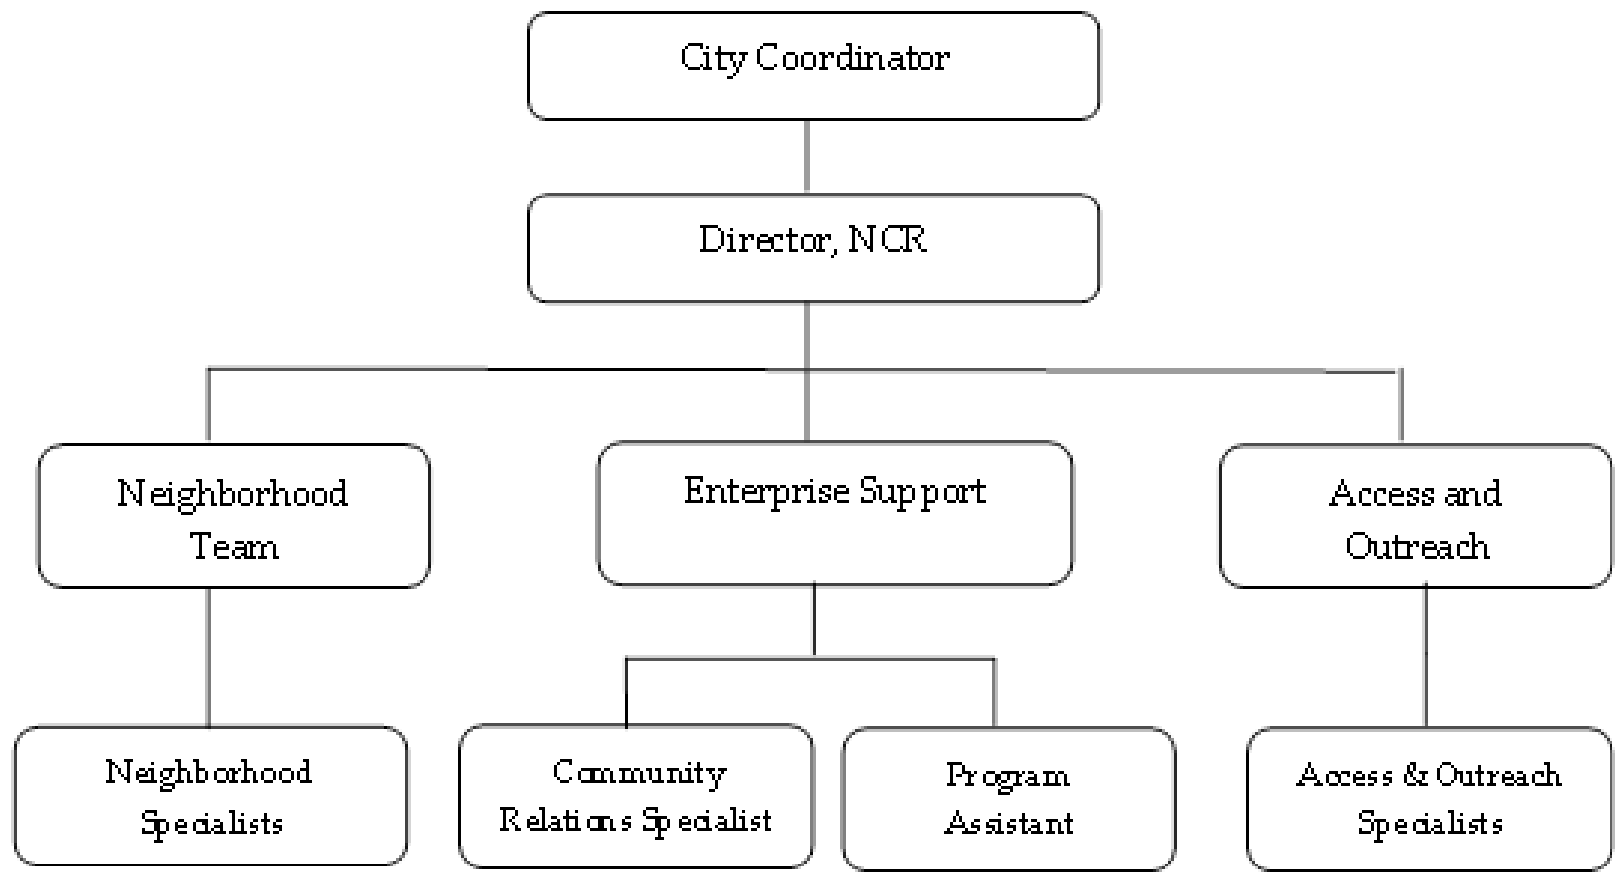 City Coordinator
Director, NCR
Neighborhood
Team
Enterprise Support
Access and
Outreach
Neighborhood
Specialists
Community
Relations Specialist
Program
Assistant
Access & Outreach
Specialists